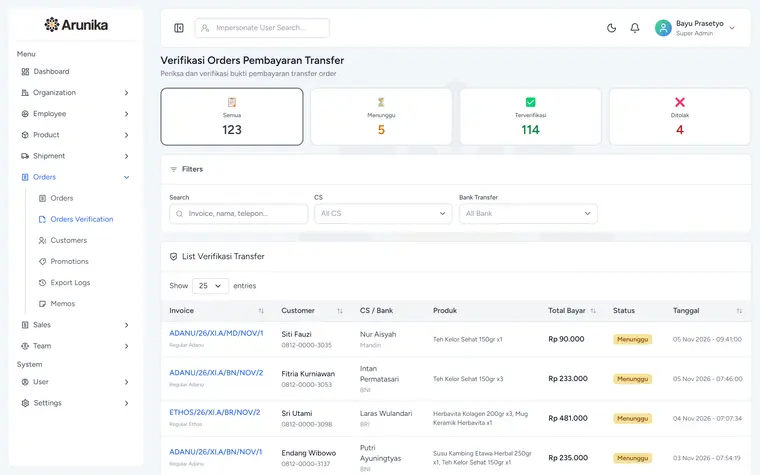 Arunika
Impersonate User Search...
Bayu Prasetyo
Super Admin
Menu
Dashboard
Organization
Employee
Product
Shipment
Orders
Orders
Orders Verification
Customers
Promotions
Export Logs
Memos
Sales
Team
System
User
Settings
Verifikasi Orders Pembayaran Transfer
Periksa dan verifikasi bukti pembayaran transfer order
Semua
123
Menunggu
5
Terverifikasi
114
Ditolak
4
Filters
Search
Invoice, nama, telepon...
CS
All CS
Bank Transfer
All Bank
List Verifikasi Transfer
Show 25 entries
Invoice Customer CS / Bank Produk Total Bayar Status Tanggal
ADANU/26/XI.A/MD/NOV/1
Regular Adanu
Siti Fauzi
0812-0000-3035
Nur Aisyah
Mandiri
Teh Kelor Sehat 150gr x1
Rp 90.000
Menunggu
05 Nov 2026 - 09:41:00
ADANU/26/XI.A/BN/NOV/2
Regular Adanu
Fitria Kurniawan
0812-0000-3053
Intan
Permatasari
BNI
Teh Kelor Sehat 150gr x3
Rp 233.000
Menunggu
05 Nov 2026 - 07:46:00
ETHOS/26/XI.A/BR/NOV/2
Regular Ethos
Sri Utami
0812-0000-3098
Laras Wulandari
BRI
Herbavita Kolagen 200gr x3, Mug
Keramik Herbavita x1
Rp 481.000
Menunggu
04 Nov 2026 - 07:07:34
ADANU/26/XI.A/BN/NOV/1
Regular Adanu
Endang Wibowo
0812-0000-3137
Putri
Ayuningtyas
BNI
Susu Kambing Etawa Herbal 250gr
x1, Teh Kelor Sehat 150gr x1
Rp 235.000
Menunggu
03 Nov 2026 - 07:54:19